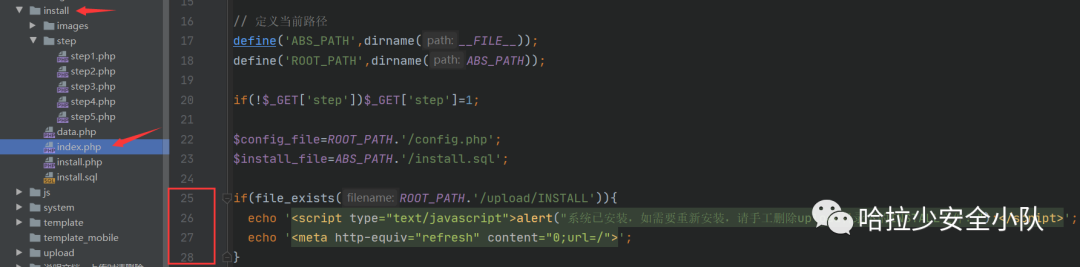 install
images
step
step1.php
step2.php
step3.php
step4.php
step5.php
data.php
index.php
install.php
install.sql
js
system
template
template_mobile
upload
15
16 // 定义当前路径
17 define('ABS_PATH',dirname( path: __FILE__));
18 define('ROOT_PATH',dirname( path: ABS_PATH));
19
20 if(!$_GET['step'])$_GET['step']=1;
21
22 $config_file=ROOT_PATH.'/config.php';
23 $install_file=ABS_PATH.'/install.sql';
24
25 if(file_exists( filename: ROOT_PATH.'/upload/INSTALL')){
26 echo '<script type="text/javascript">alert("系统已安装，如需要重新安装，请手工删除up</script>';
27 echo '<meta http-equiv="refresh" content="0;url=/">';
28 }
哈拉少安全小队